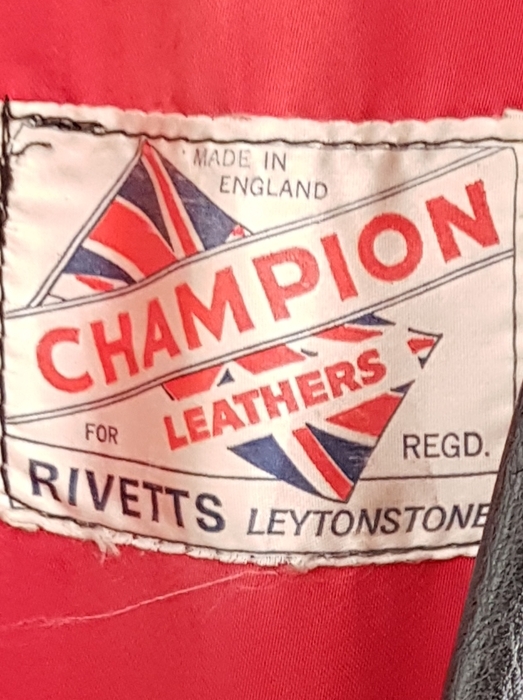 MADE IN
ENGLAND
CHAMPION
LEATHERS
FOR
REGD.
RIVETTS LEYTONSTONE